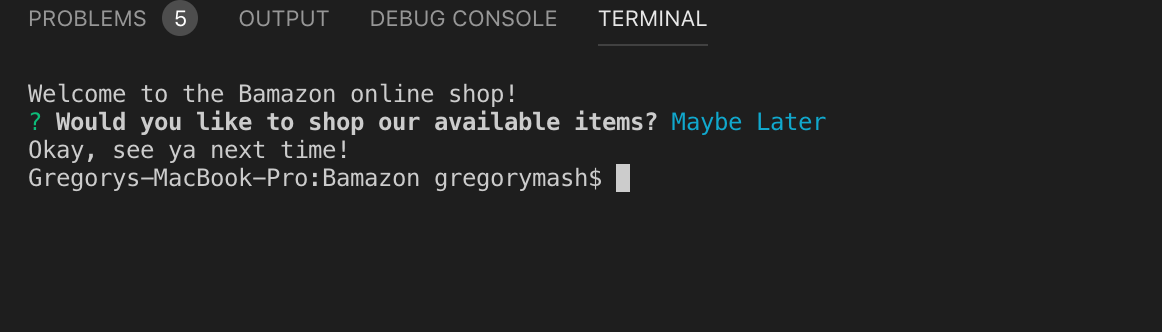 PROBLEMS 5 OUTPUT DEBUG CONSOLE TERMINAL
Welcome to the Bamazon online shop!
? Would you like to shop our available items? Maybe Later
Okay, see ya next time!
Gregorys-MacBook-Pro:Bamazon gregorymash$